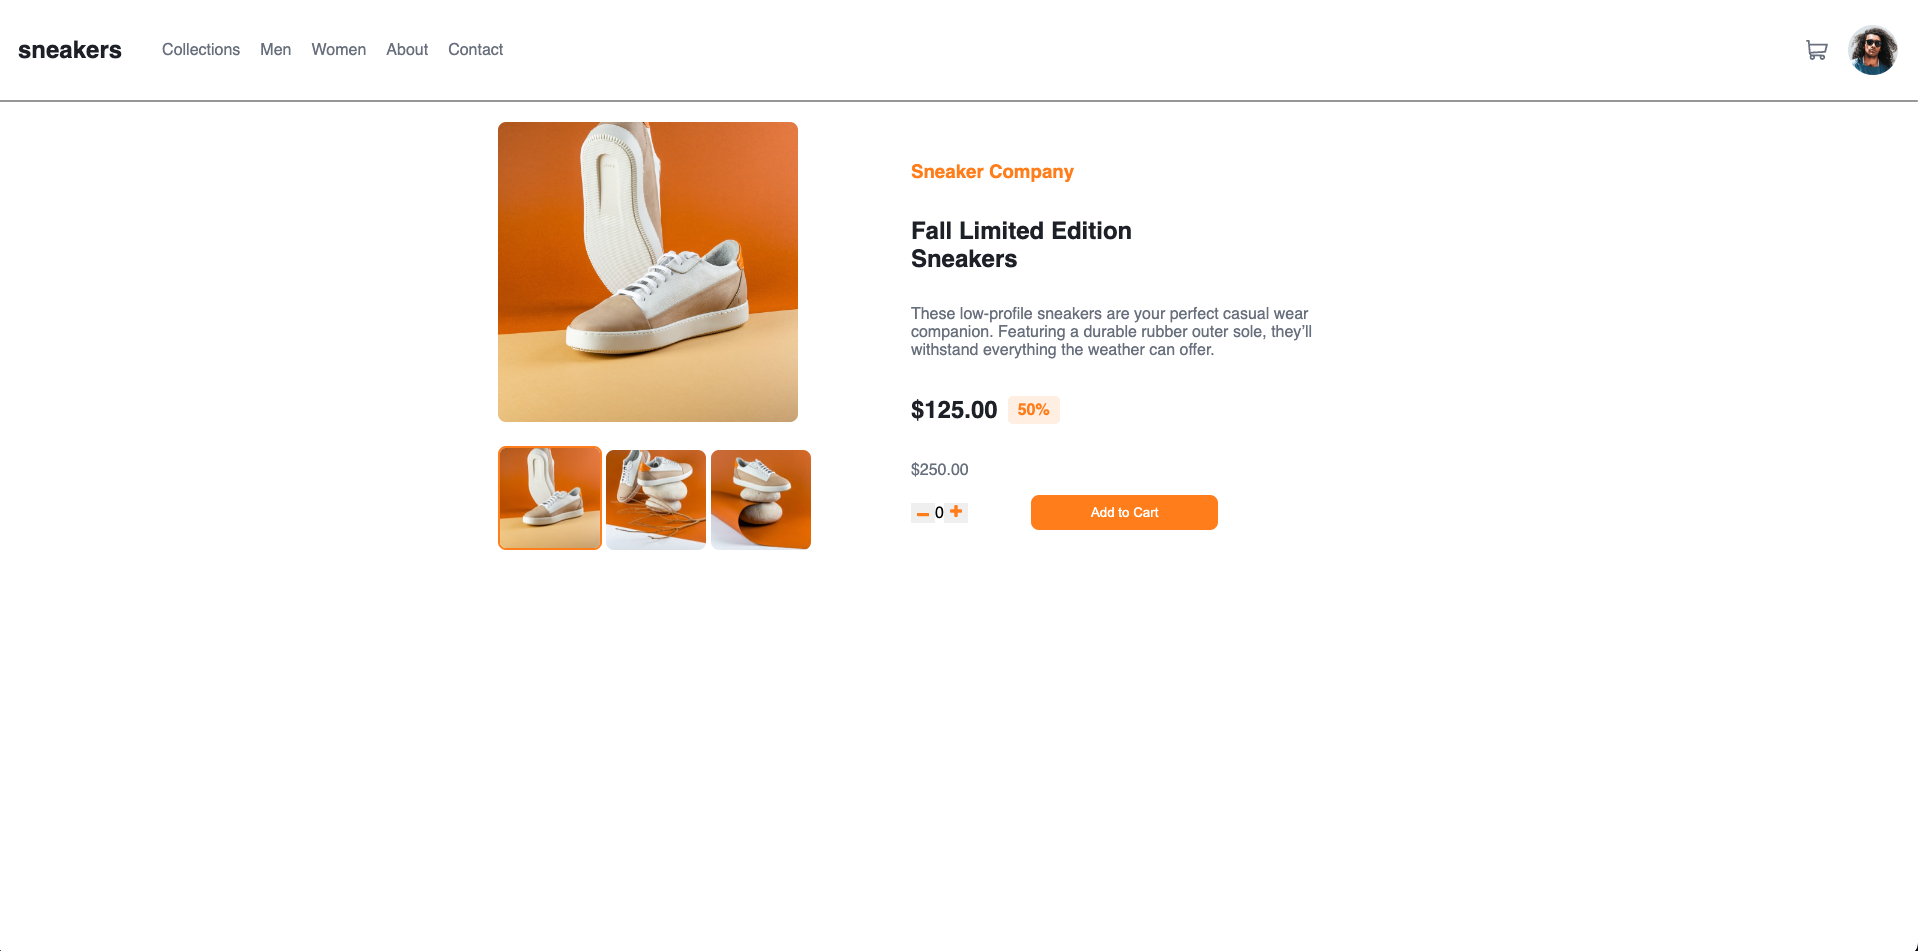 sneakers
Collections Men Women About Contact
Sneaker Company
Fall Limited Edition
Sneakers
These low-profile sneakers are your perfect casual wear
companion. Featuring a durable rubber outer sole, they’ll
withstand everything the weather can offer.
$125.00 50%
$250.00
0
Add to Cart